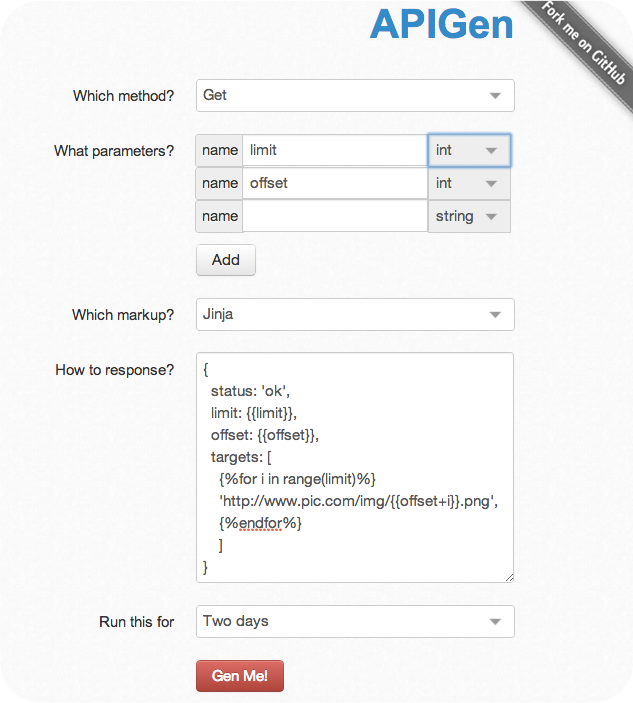 APIGen
Fork me on GitHub
Which method? Get
What parameters? name limit int
name offset int
name string
Add
Which markup? Jinja
How to response? {
status: 'ok',
limit: {{limit}},
offset: {{offset}},
targets: [
{%for i in range(limit)%}
'http://www.pic.com/img/{{offset+i}}.png',
{%endfor%}
]
}
Run this for Two days
Gen Me!